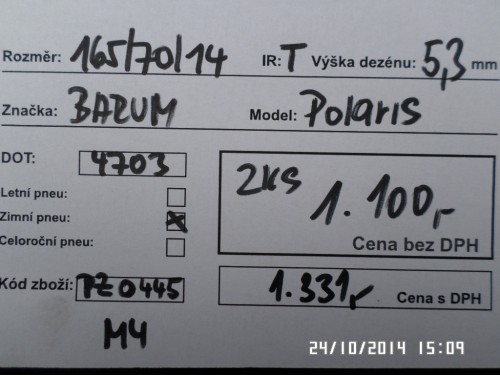 Rozměr: 165/70/14 IR: T Výška dezénu: 5,3 mm
Značka: BARUM Model: Polaris
DOT: 4703
Letní pneu:
Zimní pneu:
Celoroční pneu:
2KS 1.100,-
Cena bez DPH
Kód zboží: PZ0445
1.331,- Cena s DPH
M4
24/10/2014 15:09